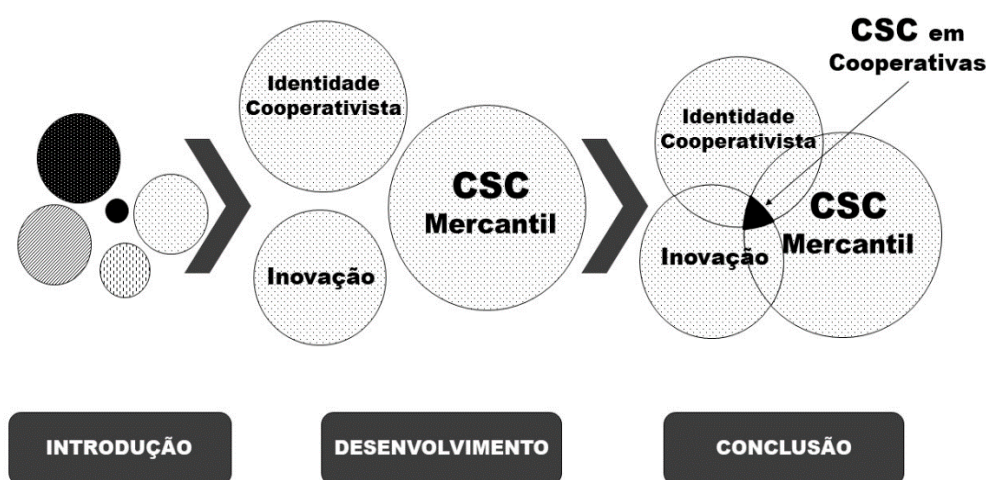 Identidade
Cooperativista
Inovação
CSC
Mercantil
CSC em
Cooperativas
Identidade
Cooperativista
Inovação
CSC
Mercantil
INTRODUÇÃO
DESENVOLVIMENTO
CONCLUSÃO